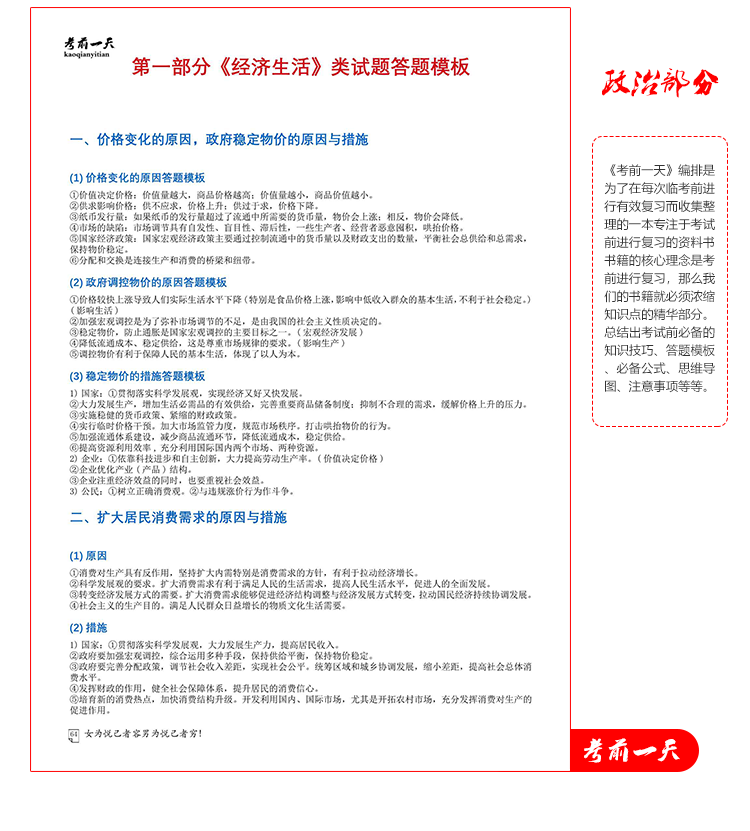 考前一天
kaoqianyitian
第一部分《经济生活》类试题答题模板
一、价格变化的原因，政府稳定物价的原因与措施
(1) 价格变化的原因答题模板
①价值决定价格：价值量越大，商品价格越高；价值量越小，商品价值越小。
②供求影响价格：供不应求，价格上升；供过于求，价格下降。
③纸币发行量：如果纸币的发行量超过了流通中所需要的货币量，物价会上涨；相反，物价会降低。
④市场的缺陷：市场调节具有自发性、盲目性、滞后性，一些生产者、经营者恶意囤积，哄抬价格。
⑤国家经济政策：国家宏观经济政策主要通过控制流通中的货币量以及财政支出的数量，平衡社会总供给和总需求，
保持物价稳定。
⑥分配和交换是连接生产和消费的桥梁和纽带。
(2) 政府调控物价的原因答题模板
①价格较快上涨导致人们实际生活水平下降(特别是食品价格上涨，影响中低收入群众的基本生活，不利于社会稳定。)
(影响生活)
②加强宏观调控是为了弥补市场调节的不足，是由我国的社会主义性质决定的。
③稳定物价，防止通胀是国家宏观调控的主要目标之一。(宏观经济发展)
④降低流通成本、稳定供给，这是尊重市场规律的要求。(影响生产)
⑤调控物价有利于保障人民的基本生活，体现了以人为本。
(3) 稳定物价的措施答题模板
1) 国家：①贯彻落实科学发展观，实现经济又好又快发展。
②大力发展生产，增加生活必需品的有效供给，完善重要商品储备制度；抑制不合理的需求，缓解价格上升的压力。
③实施稳健的货币政策、紧缩的财政政策。
④实行临时价格干预。加大市场监管力度，规范市场秩序。打击哄抬物价的行为。
⑤加强流通体系建设，减少商品流通环节，降低流通成本，稳定供给。
⑥提高资源利用效率，充分利用国际国内两个市场、两种资源。
2) 企业：①依靠科技进步和自主创新，大力提高劳动生产率。(价值决定价格)
②企业优化产业(产品)结构。
③企业注重经济效益的同时，也要重视社会效益。
3) 公民：①树立正确消费观。②与违规涨价行为作斗争。
二、扩大居民消费需求的原因与措施
(1) 原因
①消费对生产具有反作用，坚持扩大内需特别是消费需求的方针，有利于拉动经济增长。
②科学发展观的要求。扩大消费需求有利于满足人民的生活需求，提高人民生活水平，促进人的全面发展。
③转变经济发展方式的需要。扩大消费需求能够促进经济结构调整与经济发展方式转变，拉动国民经济持续协调发展。
④社会主义的生产目的。满足人民群众日益增长的物质文化生活需要。
(2) 措施
1) 国家：①贯彻落实科学发展观，大力发展生产力，提高居民收入。
②政府要加强宏观调控，综合运用多种手段，保持供给平衡，保持物价稳定。
③政府要完善分配政策，调节社会收入差距，实现社会公平。统筹区域和城乡协调发展，缩小差距，提高社会总体消
费水平。
④发挥财政的作用，健全社会保障体系，提升居民的消费信心。
⑤培育新的消费热点，加快消费结构升级。开发利用国内、国际市场，尤其是开拓农村市场，充分发挥消费对生产的
促进作用。
64 女为悦己者容男为悦己者穷！
政治部分
《考前一天》编排是
为了在每次临考前进
行有效复习而收集整
理的一本专注于考试
前进行复习的资料书
书籍的核心理念是考
前进行复习，那么我
们的书籍就必须浓缩
知识点的精华部分。
总结出考试前必备的
知识技巧、答题模板
、必备公式、思维导
图、注意事项等等。
考前一天